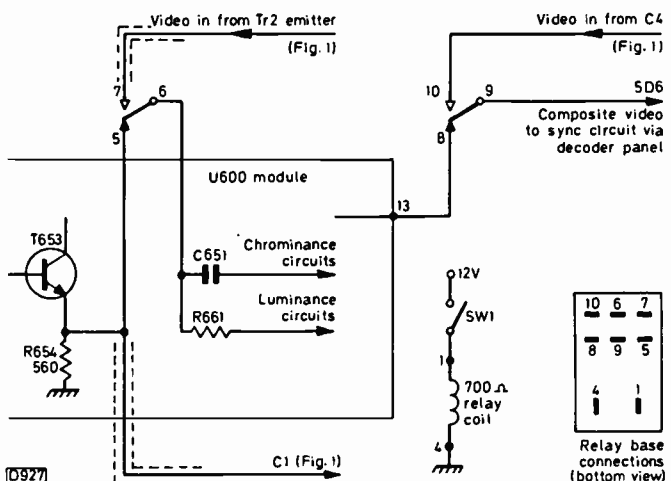 Video in from Tr2 emitter
(Fig. 1)
Video in from C4
(Fig. 1)
7
6
5
10
9
8
SD6
Composite video
to sync circuit via
decoder panel
U600 module
13
T653
C651
Chrominance
circuits
R661
Luminance
circuits
R654
560
12V
SW1
1
700Ω
relay
coil
4
10 6 7
8 9 5
4 1
Relay base
connections
(bottom view)
C1 (Fig. 1)
D927